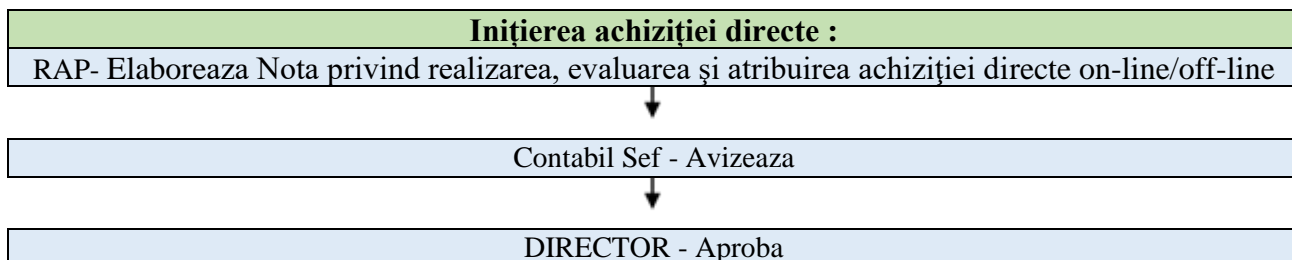 Inițierea achiziției directe :
RAP- Elaboreaza Nota privind realizarea, evaluarea şi atribuirea achiziţiei directe on-line/off-line
Contabil Sef - Avizeaza
DIRECTOR - Aproba